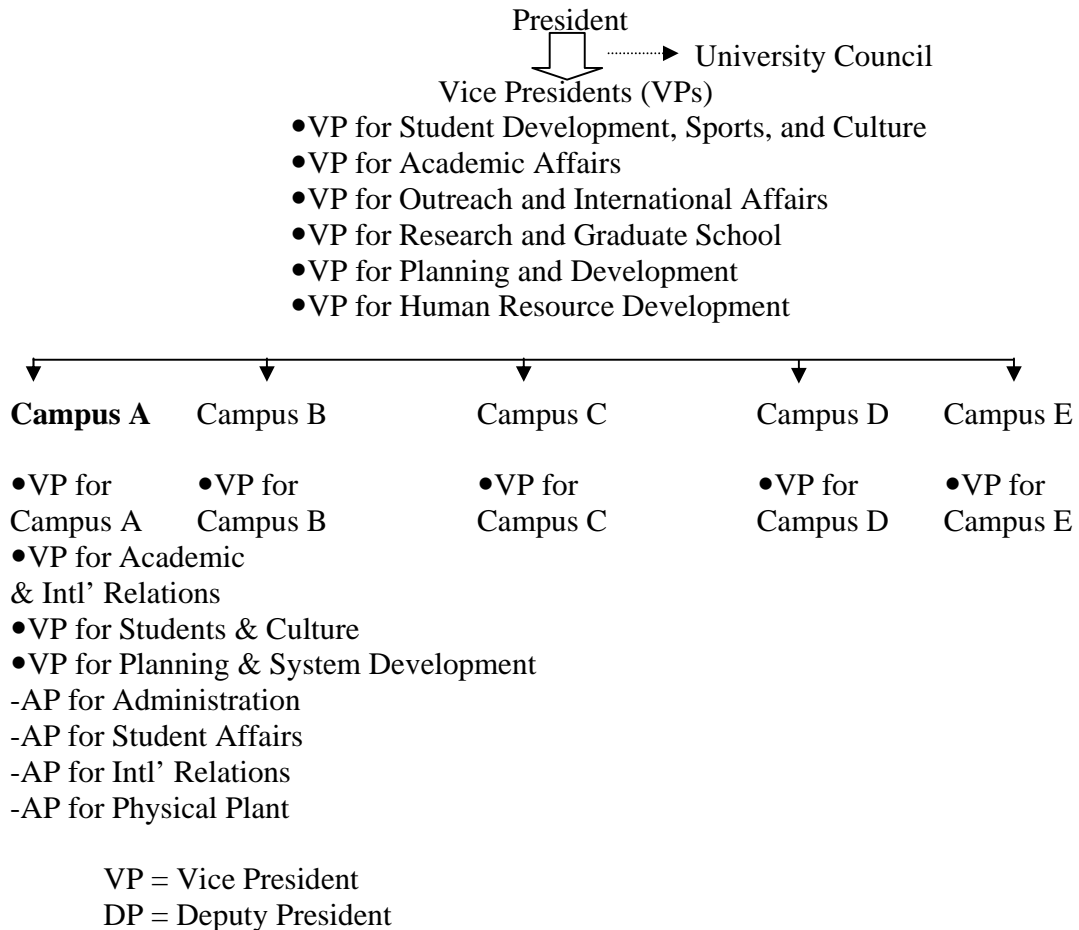 President
University Council
Vice Presidents (VPs)
•VP for Student Development, Sports, and Culture
•VP for Academic Affairs
•VP for Outreach and International Affairs
•VP for Research and Graduate School
•VP for Planning and Development
•VP for Human Resource Development
Campus A Campus B Campus C Campus D Campus E
•VP for •VP for •VP for •VP for •VP for
Campus A Campus B Campus C Campus D Campus E
•VP for Academic
& Intl’ Relations
•VP for Students & Culture
•VP for Planning & System Development
-AP for Administration
-AP for Student Affairs
-AP for Intl’ Relations
-AP for Physical Plant
VP = Vice President
DP = Deputy President